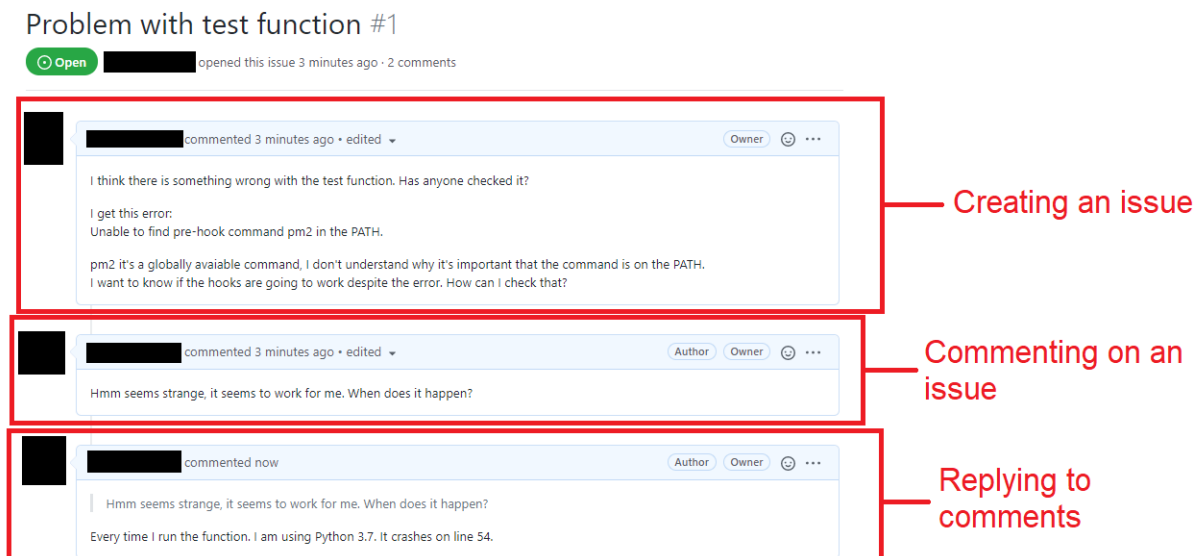 Problem with test function #1
Open opened this issue 3 minutes ago · 2 comments
commented 3 minutes ago • edited
Owner
I think there is something wrong with the test function. Has anyone checked it?
I get this error:
Unable to find pre-hook command pm2 in the PATH.
pm2 it's a globally avaiable command, I don't understand why it's important that the command is on the PATH.
I want to know if the hooks are going to work despite the error. How can I check that?
Creating an issue
commented 3 minutes ago • edited
Author Owner
Hmm seems strange, it seems to work for me. When does it happen?
Commenting on an
issue
commented now
Author Owner
Hmm seems strange, it seems to work for me. When does it happen?
Every time I run the function. I am using Python 3.7. It crashes on line 54.
Replying to
comments